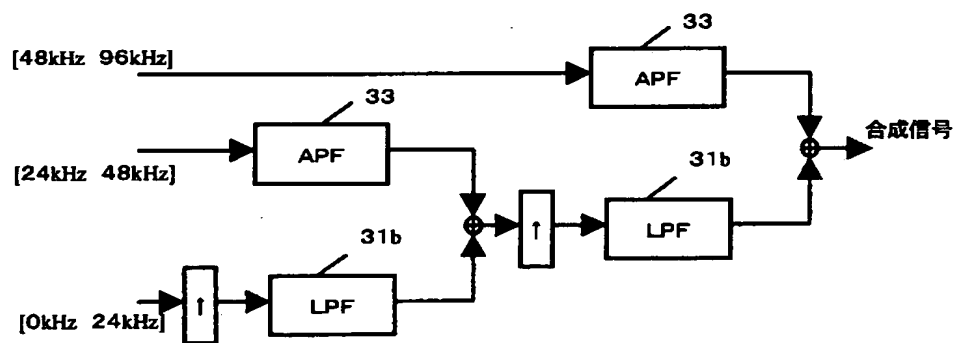 33
[48kHz 96kHz]
APF
33
合成信号
APF
[24kHz 48kHz]
31b
↑
LPF
31b
↑
LPF
[0kHz 24kHz]